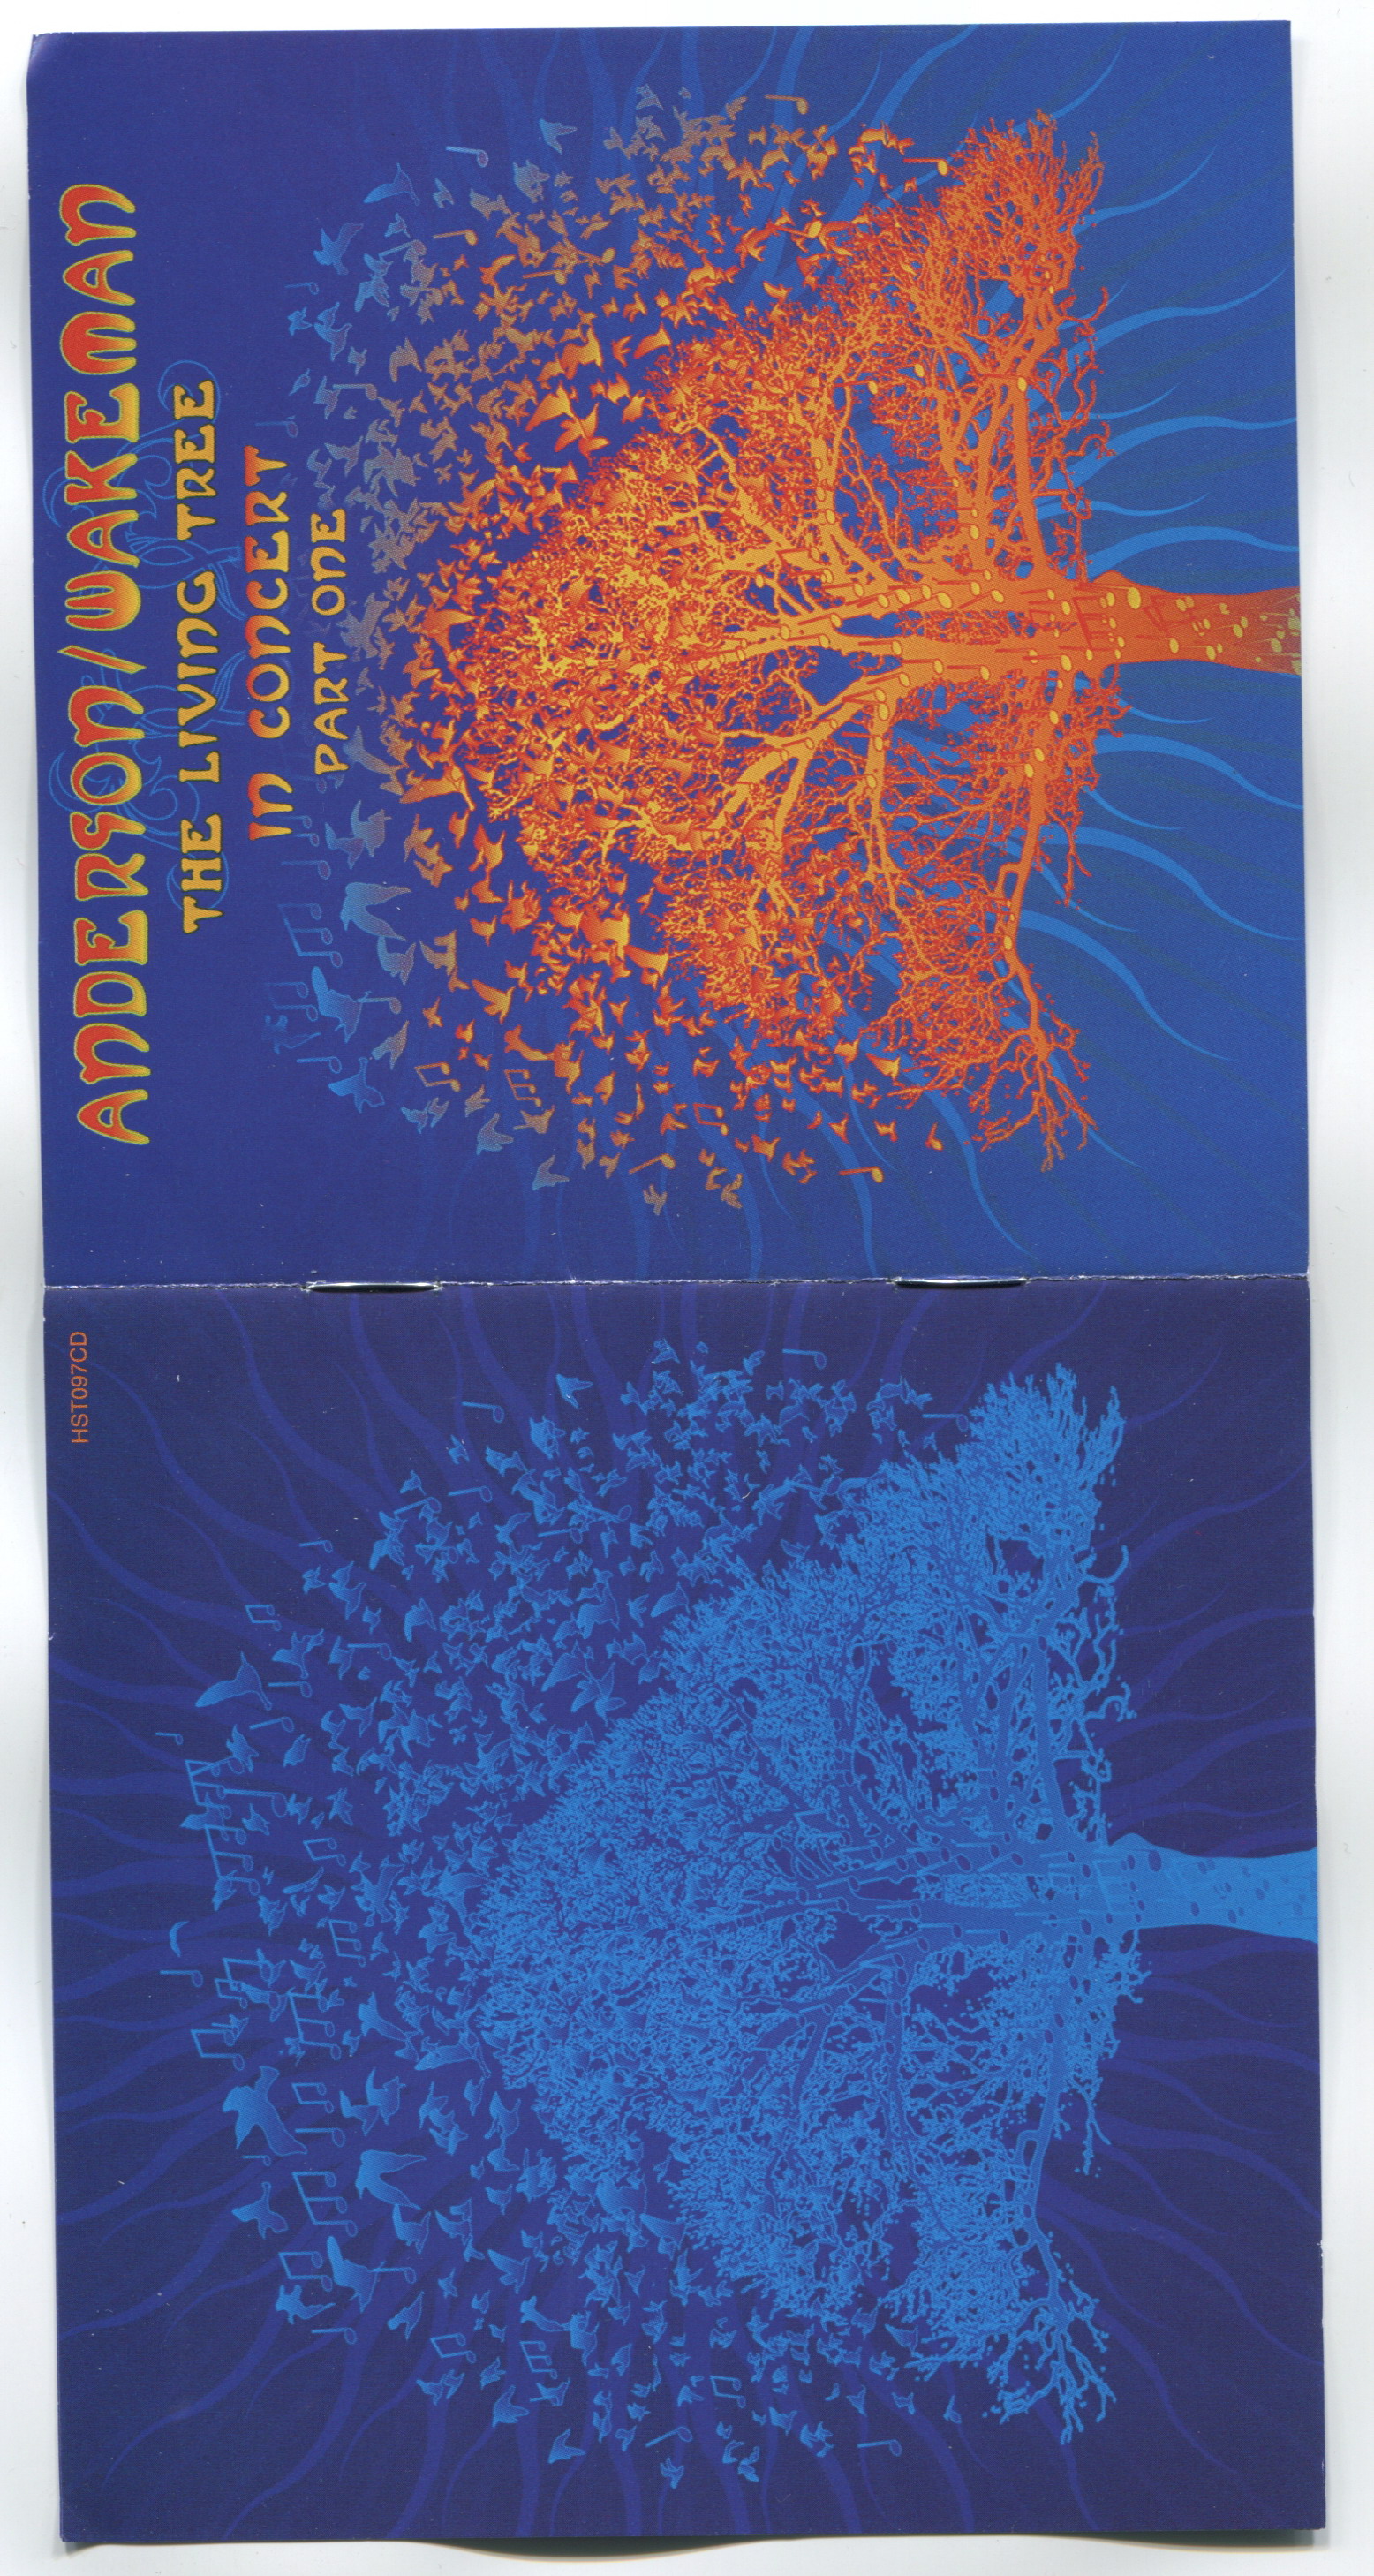 ANDERSON / WAKEMAN
THE LIVING TREE
IN CONCERT
PART ONE
HST097CD